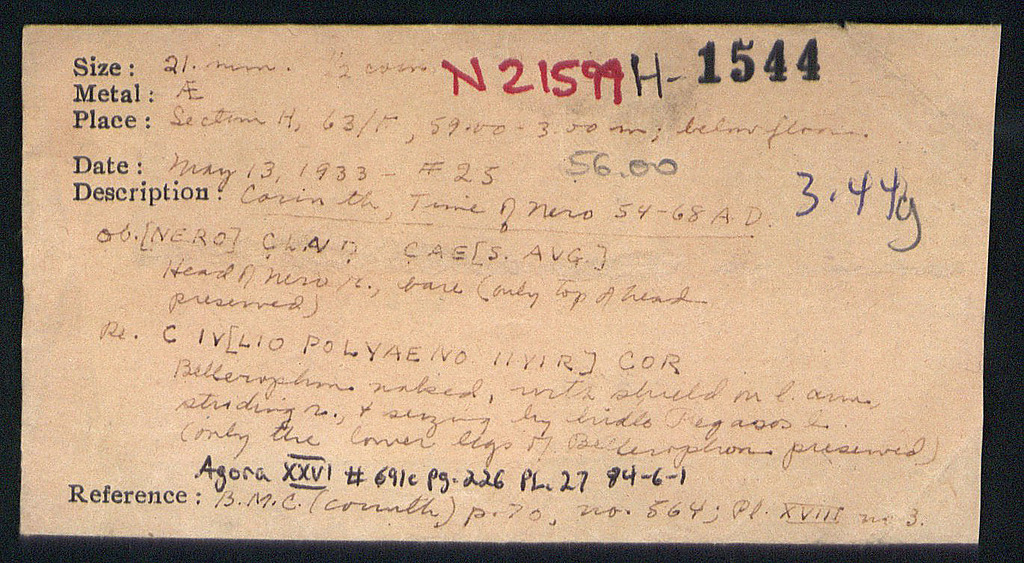 Size : 21. mm. ½ coin. N 21599 H- 1544
Metal : Æ
Place : Section H, 63/ , 59.00 - 3.00 m; below floor.
Date : May 13, 1933 - #25 56.00
Description : Corinth, Time of Nero 54-68 A.D. 3.44g
Ob. [NERO] CLAVD CAE[S. AVG.]
Head of Nero r., bare (only top of head
preserved)
Re. C IV[LIO POLYAENO IIVIR] COR
Bellerophon naked, with shield on l. arm,
striding r., + seizing by bridle Pegasos l.
(only the lower legs of Bellerophon preserved)
Agora XXVI # 691c Pg. 226 PL. 27 84-6-1
Reference : B.M.C. (Corinth) p. 70, no. 564; Pl. XVIII no 3.